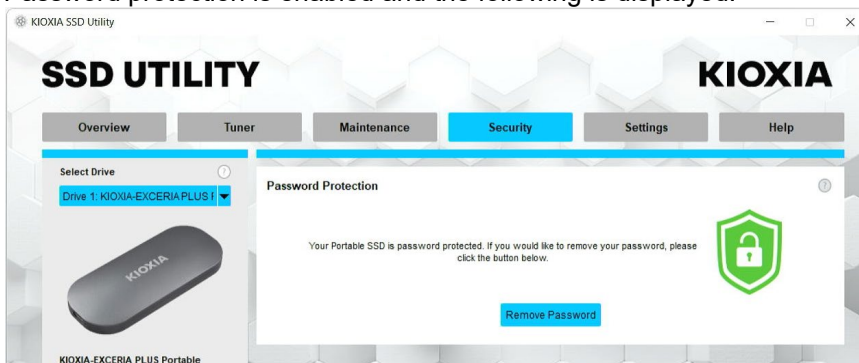 Password protection is enabled and the following is displayed.
KIOXIA SSD Utility
SSD UTILITY
KIOXIA
Overview
Tuner
Maintenance
Security
Settings
Help
Select Drive
?
Drive 1: KIOXIA-EXCERIA PLUS
Password Protection
?
Your Portable SSD is password protected. If you would like to remove your password, please
click the button below.
Remove Password
KIOXIA
KIOXIA-EXCERIA PLUS Portable